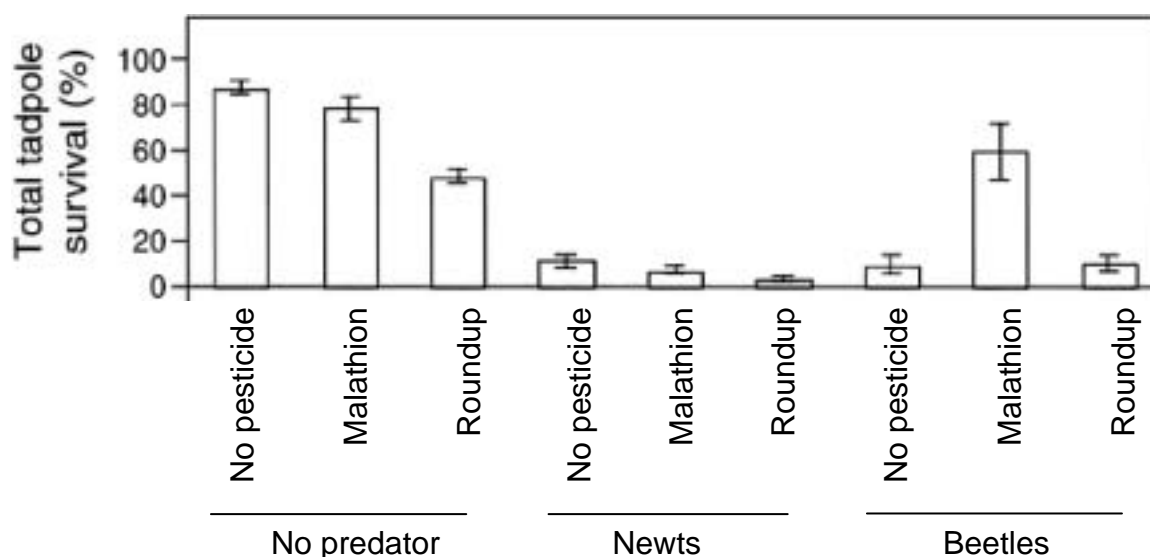 Total tadpole
survival (%)
100
80
60
40
20
0
No pesticide
Malathion
Roundup
No pesticide
Malathion
Roundup
No pesticide
Malathion
Roundup
No predator
Newts
Beetles